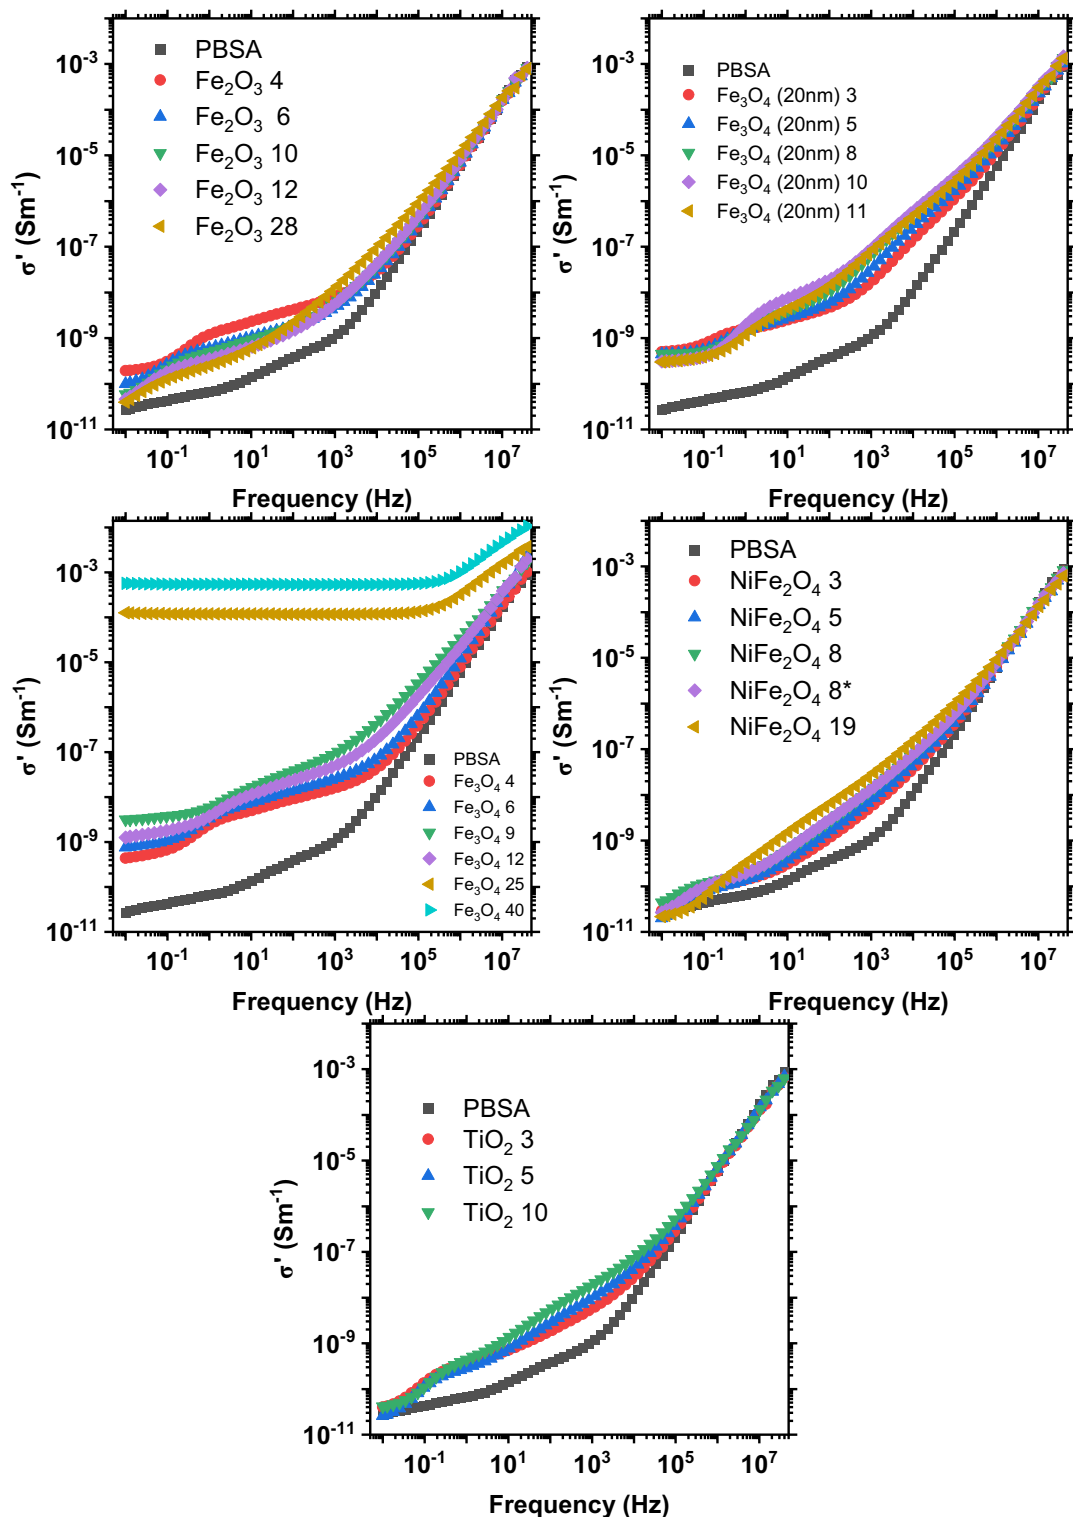 10⁻³
10⁻⁵
10⁻⁷
10⁻⁹
10⁻¹¹
σ' (Sm⁻¹)
PBSA
Fe₂O₃ 4
Fe₂O₃ 6
Fe₂O₃ 10
Fe₂O₃ 12
Fe₂O₃ 28
10⁻¹ 10¹ 10³ 10⁵ 10⁷
Frequency (Hz)
10⁻³
10⁻⁵
10⁻⁷
10⁻⁹
10⁻¹¹
σ' (Sm⁻¹)
PBSA
Fe₃O₄ (20nm) 3
Fe₃O₄ (20nm) 5
Fe₃O₄ (20nm) 8
Fe₃O₄ (20nm) 10
Fe₃O₄ (20nm) 11
10⁻¹ 10¹ 10³ 10⁵ 10⁷
Frequency (Hz)
10⁻³
10⁻⁵
10⁻⁷
10⁻⁹
10⁻¹¹
σ' (Sm⁻¹)
PBSA
Fe₃O₄ 4
Fe₃O₄ 6
Fe₃O₄ 9
Fe₃O₄ 12
Fe₃O₄ 25
Fe₃O₄ 40
10⁻¹ 10¹ 10³ 10⁵ 10⁷
Frequency (Hz)
10⁻³
10⁻⁵
10⁻⁷
10⁻⁹
10⁻¹¹
σ' (Sm⁻¹)
PBSA
NiFe₂O₄ 3
NiFe₂O₄ 5
NiFe₂O₄ 8
NiFe₂O₄ 8*
NiFe₂O₄ 19
10⁻¹ 10¹ 10³ 10⁵ 10⁷
Frequency (Hz)
10⁻³
10⁻⁵
10⁻⁷
10⁻⁹
10⁻¹¹
σ' (Sm⁻¹)
PBSA
TiO₂ 3
TiO₂ 5
TiO₂ 10
10⁻¹ 10¹ 10³ 10⁵ 10⁷
Frequency (Hz)